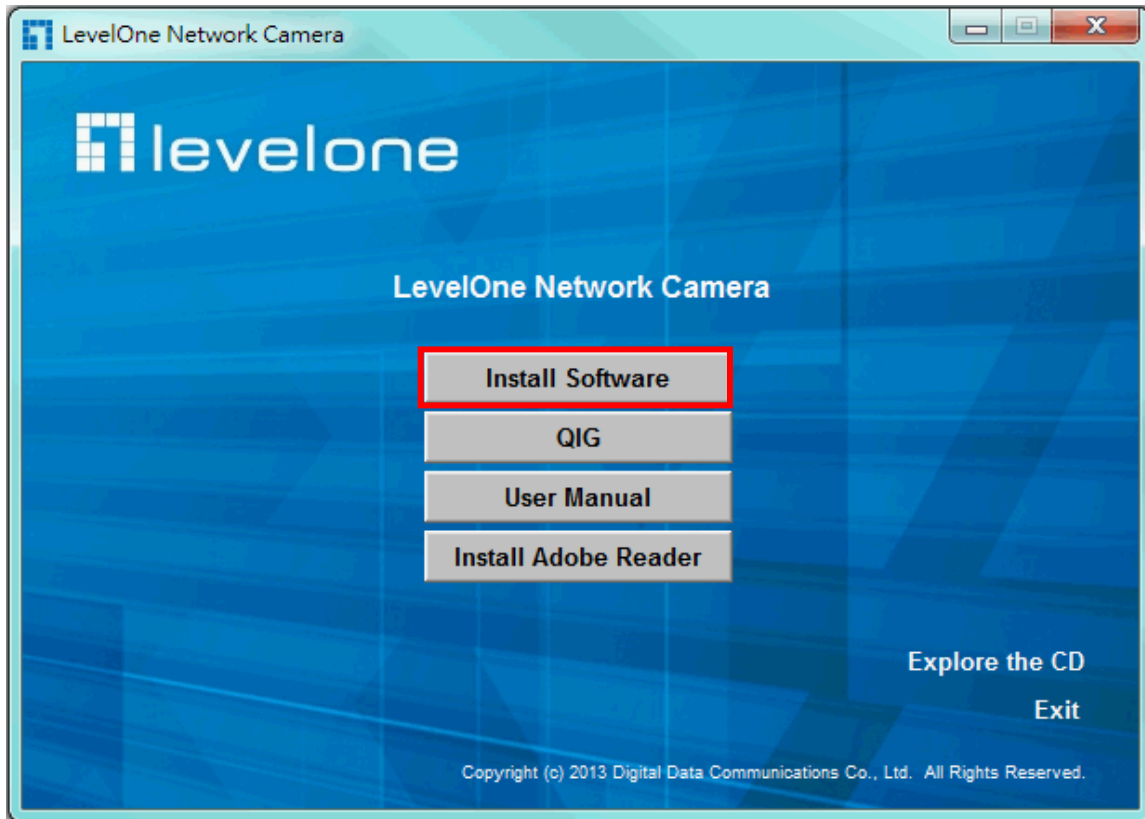 LevelOne Network Camera
levelone
LevelOne Network Camera
Install Software
QIG
User Manual
Install Adobe Reader
Explore the CD
Exit
Copyright (c) 2013 Digital Data Communications Co., Ltd. All Rights Reserved.